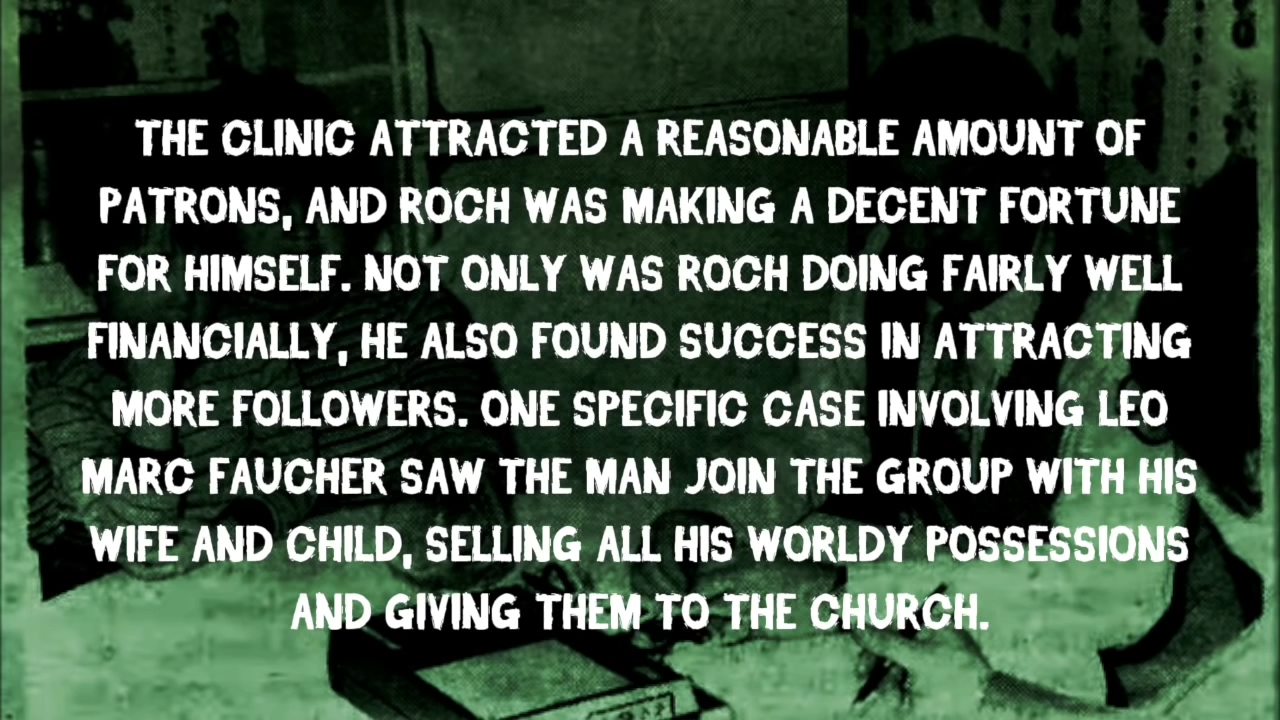 THE CLINIC ATTRACTED A REASONABLE AMOUNT OF
PATRONS, AND ROCH WAS MAKING A DECENT FORTUNE
FOR HIMSELF. NOT ONLY WAS ROCH DOING FAIRLY WELL
FINANCIALLY, HE ALSO FOUND SUCCESS IN ATTRACTING
MORE FOLLOWERS. ONE SPECIFIC CASE INVOLVING LEO
MARC FAUCHER SAW THE MAN JOIN THE GROUP WITH HIS
WIFE AND CHILD, SELLING ALL HIS WORLDY POSSESSIONS
AND GIVING THEM TO THE CHURCH.